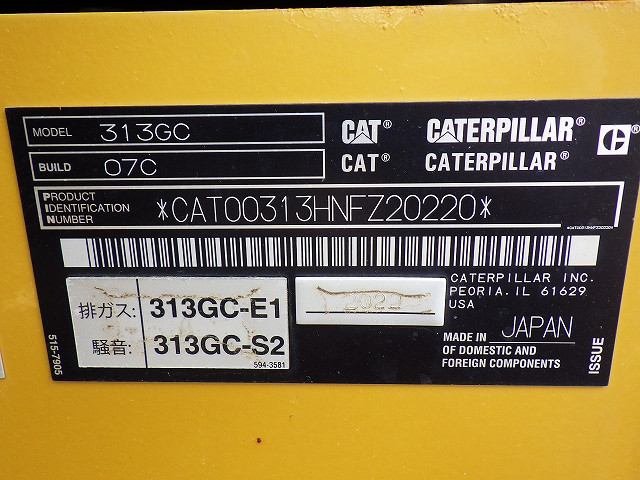 MODEL 313GC
BUILD 07C
CAT® CATERPILLAR®
CAT® CATERPILLAR®
C®
PRODUCT
IDENTIFICATION
NUMBER
*CAT00313HNFZ20220*
*CAT00313HNFZ20220*
排ガス: 313GC-E1
騒音: 313GC-S2
594-3581
CATERPILLAR INC.
PEORIA. IL 61629
USA
MADE IN JAPAN
OF DOMESTIC AND
FOREIGN COMPONENTS
ISSUE
515-7905